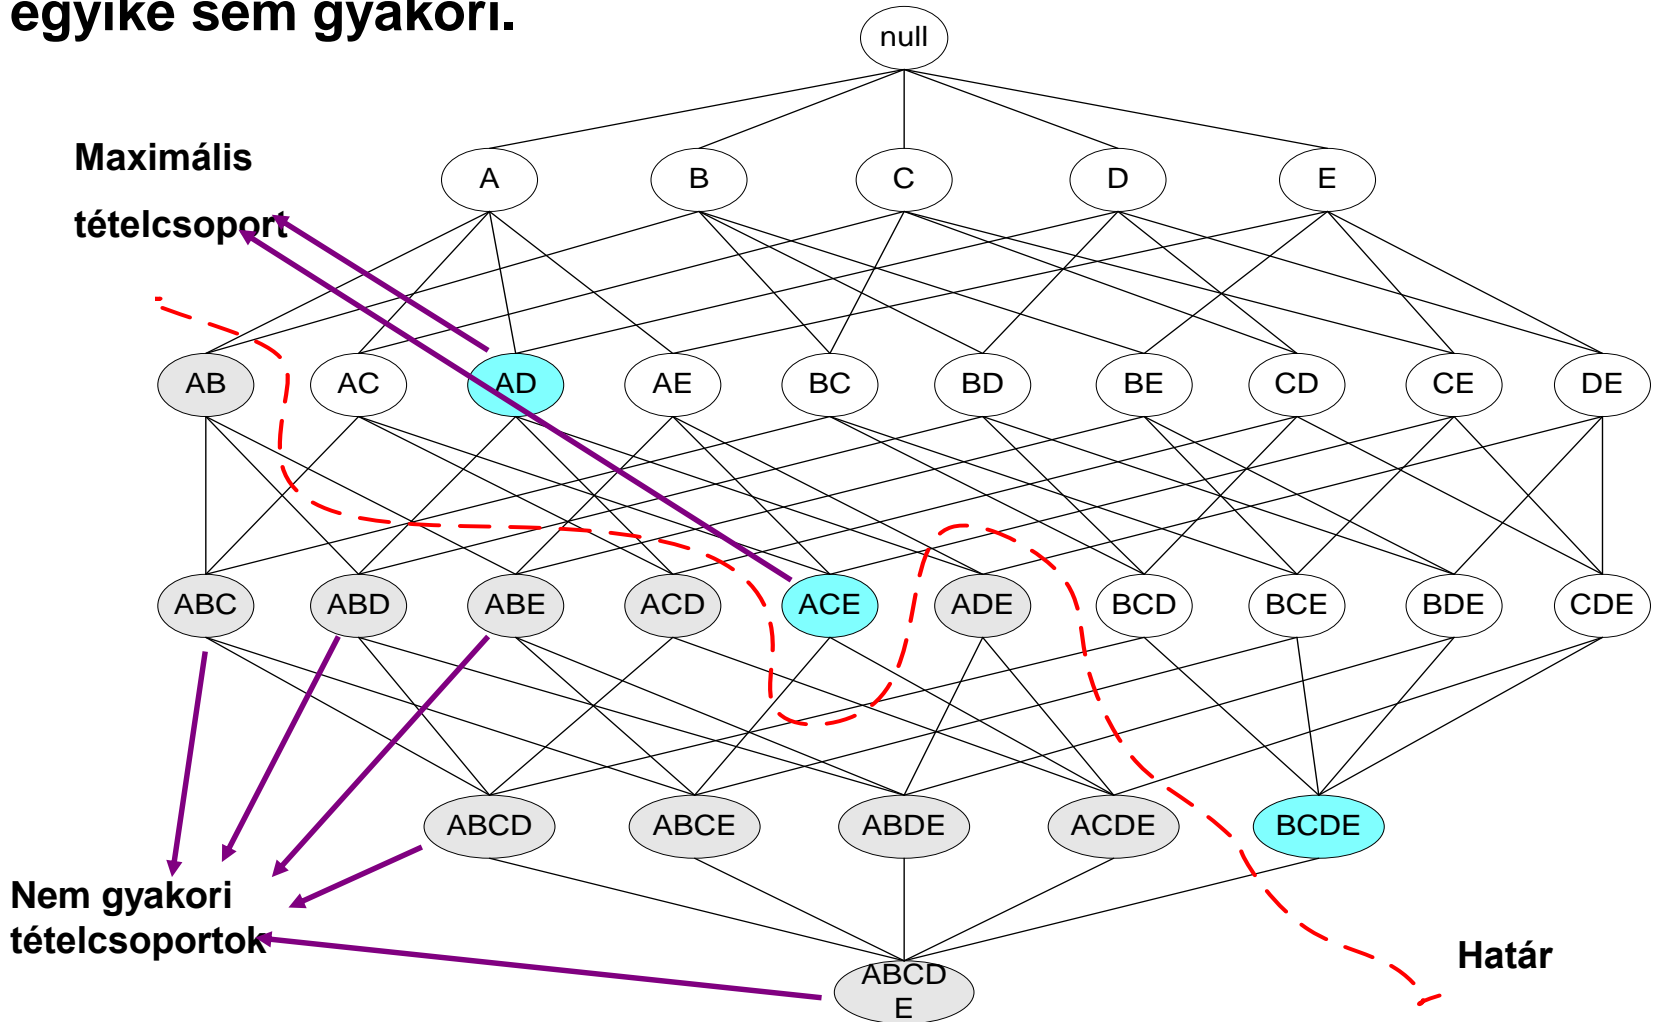 egyike sem gyakori.
null
Maximális
tételcsoport
A B C D E
AB AC AD AE BC BD BE CD CE DE
ABC ABD ABE ACD ACE ADE BCD BCE BDE CDE
ABCD ABCE ABDE ACDE BCDE
Nem gyakori
tételcsoportok
Határ
ABCD
E